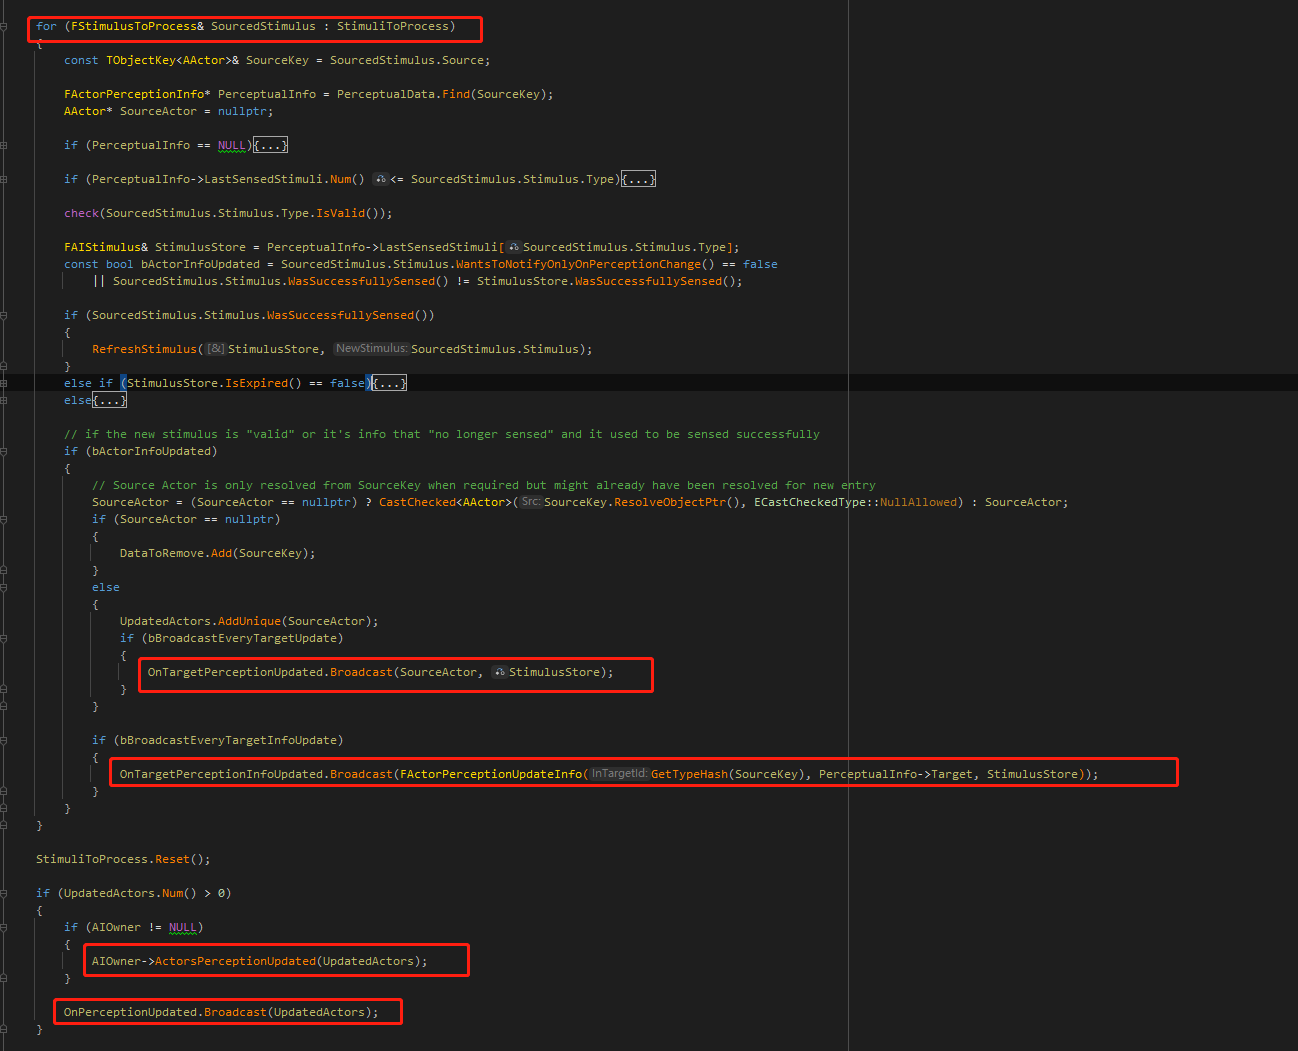 for (FStimulusToProcess& SourcedStimulus : StimuliToProcess)
{
const TObjectKey<AActor>& SourceKey = SourcedStimulus.Source;
FActorPerceptionInfo* PerceptualInfo = PerceptualData.Find(SourceKey);
AActor* SourceActor = nullptr;
if (PerceptualInfo == NULL){...}
if (PerceptualInfo->LastSensedStimuli.Num() <= SourcedStimulus.Stimulus.Type){...}
check(SourcedStimulus.Stimulus.Type.IsValid());
FAIStimulus& StimulusStore = PerceptualInfo->LastSensedStimuli[SourcedStimulus.Stimulus.Type];
const bool bActorInfoUpdated = SourcedStimulus.Stimulus.WantsToNotifyOnlyOnPerceptionChange() == false
|| SourcedStimulus.Stimulus.WasSuccessfullySensed() != StimulusStore.WasSuccessfullySensed();
if (SourcedStimulus.Stimulus.WasSuccessfullySensed())
{
RefreshStimulus([&]StimulusStore, NewStimulus:SourcedStimulus.Stimulus);
}
else if (StimulusStore.IsExpired() == false){...}
else{...}
// if the new stimulus is "valid" or it's info that "no longer sensed" and it used to be sensed successfully
if (bActorInfoUpdated)
{
// Source Actor is only resolved from SourceKey when required but might already have been resolved for new entry
SourceActor = (SourceActor == nullptr) ? CastChecked<AActor>(Src:SourceKey.ResolveObjectPtr(), ECastCheckedType::NullAllowed) : SourceActor;
if (SourceActor == nullptr)
{
DataToRemove.Add(SourceKey);
}
else
{
UpdatedActors.AddUnique(SourceActor);
if (bBroadcastEveryTargetUpdate)
{
OnTargetPerceptionUpdated.Broadcast(SourceActor, StimulusStore);
}
}
if (bBroadcastEveryTargetInfoUpdate)
{
OnTargetPerceptionInfoUpdated.Broadcast(FActorPerceptionUpdateInfo(InTargetId:GetTypeHash(SourceKey), PerceptualInfo->Target, StimulusStore));
}
}
}
StimuliToProcess.Reset();
if (UpdatedActors.Num() > 0)
{
if (AIOwner != NULL)
{
AIOwner->ActorsPerceptionUpdated(UpdatedActors);
}
OnPerceptionUpdated.Broadcast(UpdatedActors);
}